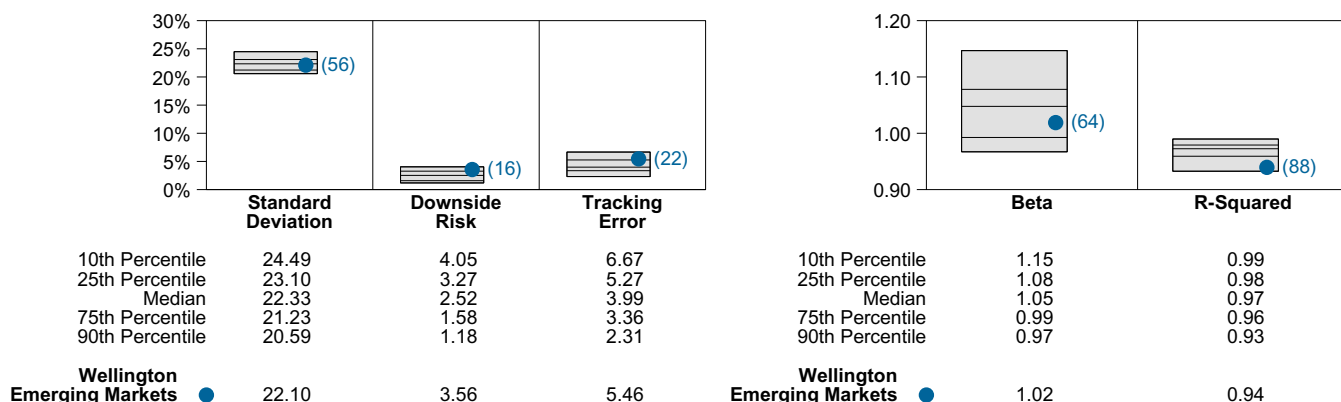 30%
25%
20%
15%
10%
5%
0%
(56)
(16)
(22)
Standard Deviation
Downside Risk
Tracking Error
10th Percentile 24.49 4.05 6.67
25th Percentile 23.10 3.27 5.27
Median 22.33 2.52 3.99
75th Percentile 21.23 1.58 3.36
90th Percentile 20.59 1.18 2.31
Wellington
Emerging Markets 22.10 3.56 5.46
1.20
1.10
1.00
0.90
(64)
(88)
Beta
R-Squared
10th Percentile 1.15 0.99
25th Percentile 1.08 0.98
Median 1.05 0.97
75th Percentile 0.99 0.96
90th Percentile 0.97 0.93
Wellington
Emerging Markets 1.02 0.94